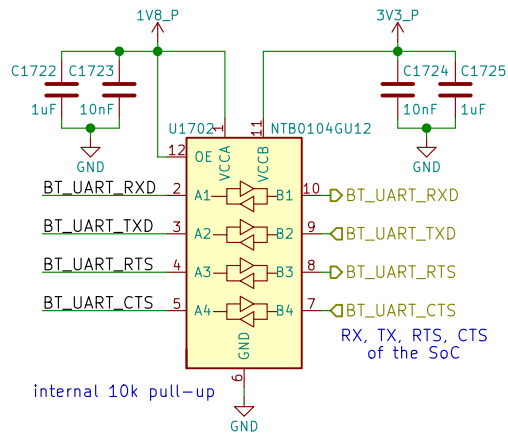 1V8_P 3V3_P
C1722 C1723 C1724 C1725
1uF 10nF 10nF 1uF
GND GND
U1702 NTB0104GU12
1 11
VCCA VCCB
12 OE
BT_UART_RXD 2 A1 B1 10 BT_UART_RXD
BT_UART_TXD 3 A2 B2 9 BT_UART_TXD
BT_UART_RTS 4 A3 B3 8 BT_UART_RTS
BT_UART_CTS 5 A4 B4 7 BT_UART_CTS
GND
RX, TX, RTS, CTS
of the SoC
6
internal 10k pull-up
GND